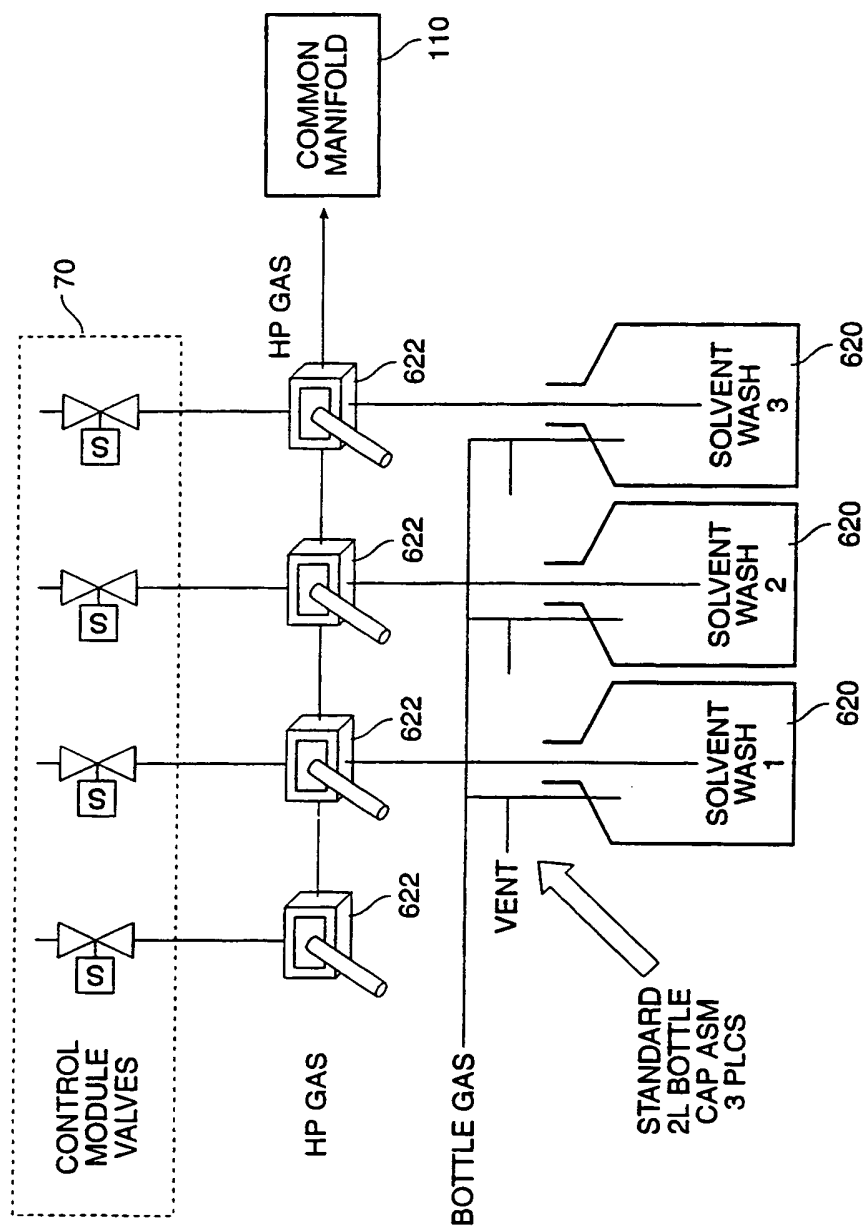 CONTROL
MODULE
VALVES
70
S
S
S
S
HP GAS
622
622
622
622
HP GAS
COMMON
MANIFOLD
110
BOTTLE GAS
VENT
STANDARD
2L BOTTLE
CAP ASM
3 PLCS
SOLVENT
WASH
1
620
SOLVENT
WASH
2
620
SOLVENT
WASH
3
620